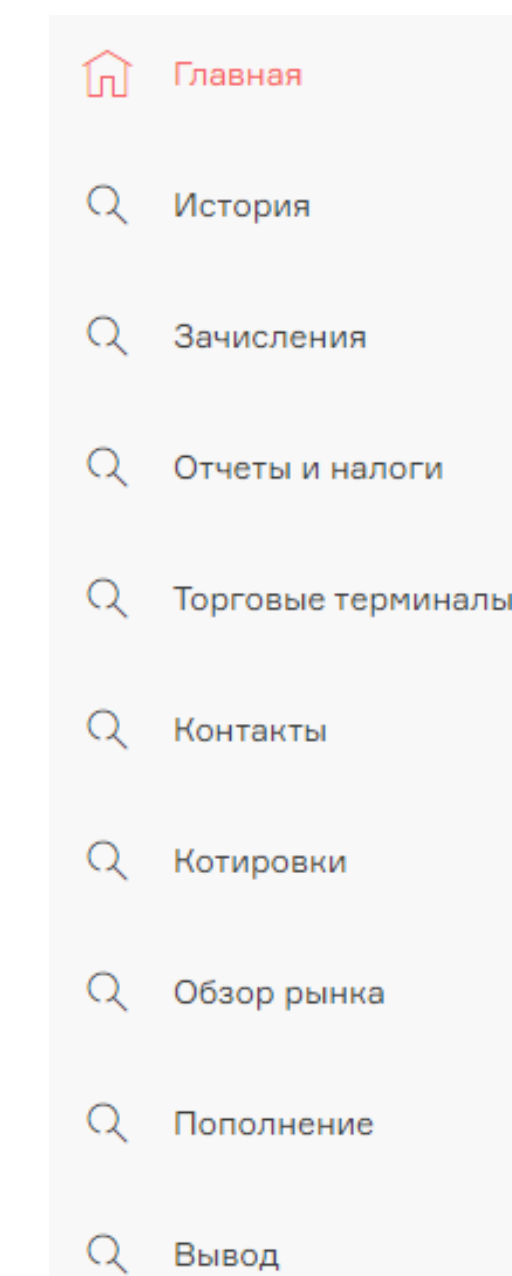 Главная
История
Зачисления
Отчеты и налоги
Торговые терминалы
Контакты
Котировки
Обзор рынка
Пополнение
Вывод